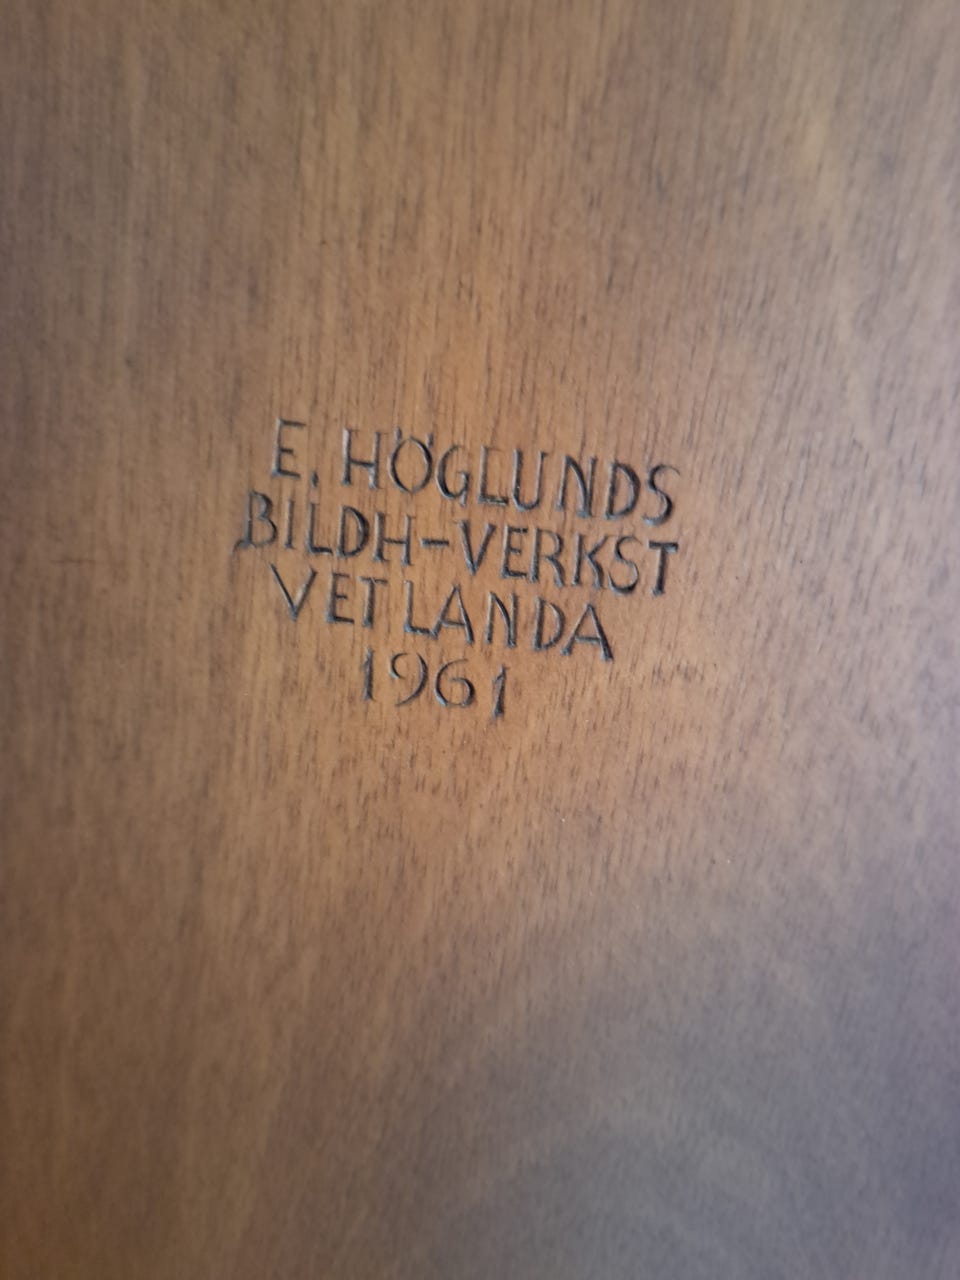 E. HÖGLUNDS
BILDH-VERKST
VETLANDA
1961